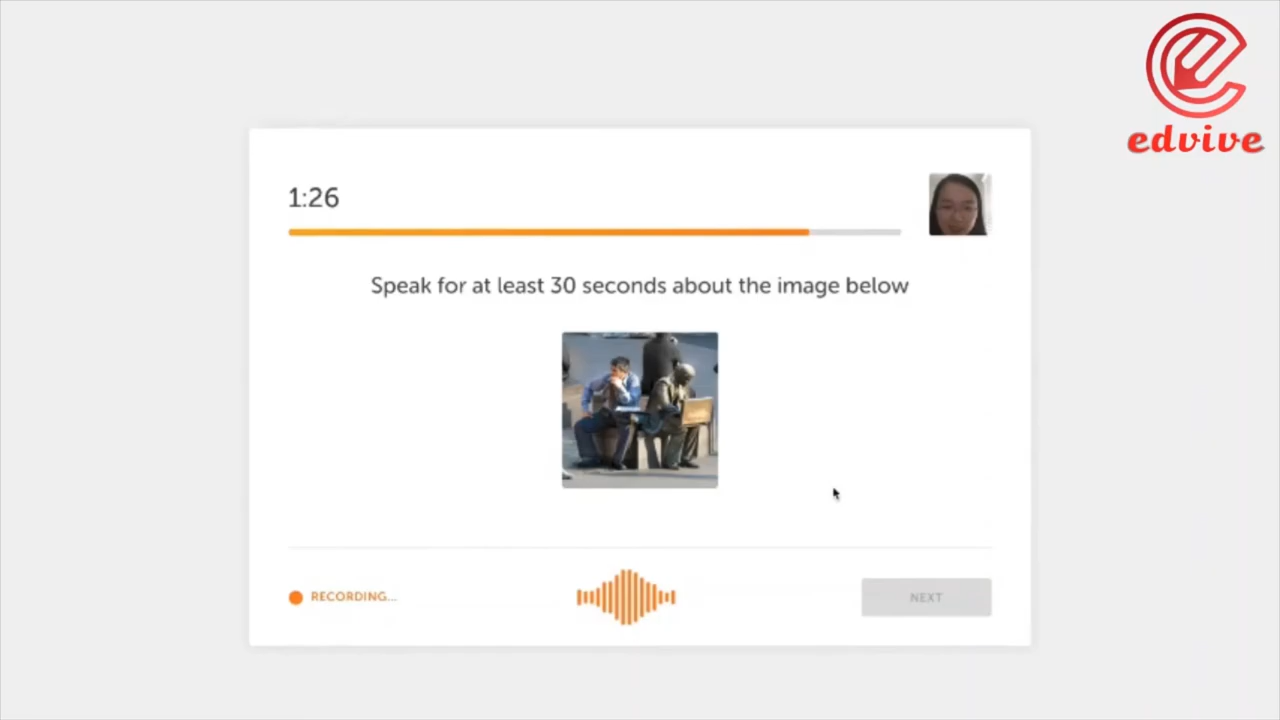 edvive
1:26
Speak for at least 30 seconds about the image below
RECORDING...
NEXT